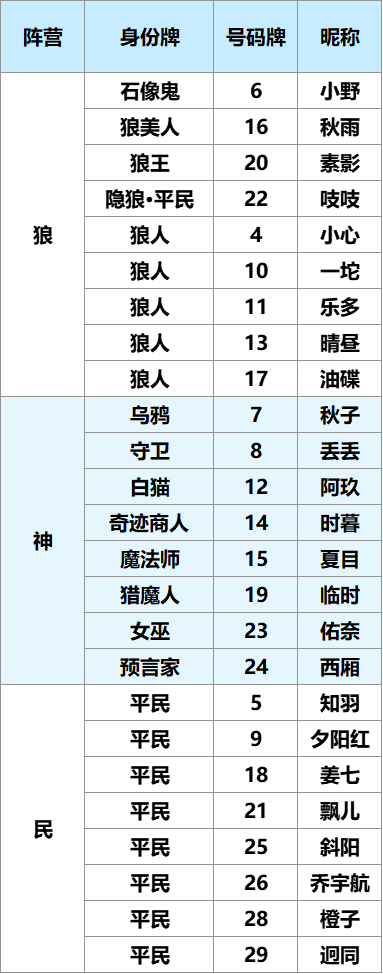 阵营 身份牌 号码牌 昵称
狼
石像鬼 6 小野
狼美人 16 秋雨
狼王 20 素影
隐狼·平民 22 吱吱
狼人 4 小心
狼人 10 一坨
狼人 11 乐多
狼人 13 晴昼
狼人 17 油碟
神
乌鸦 7 秋子
守卫 8 丢丢
白猫 12 阿玖
奇迹商人 14 时暮
魔法师 15 夏目
猎魔人 19 临时
女巫 23 佑奈
预言家 24 西厢
民
平民 5 知羽
平民 9 夕阳红
平民 18 姜七
平民 21 飘儿
平民 25 斜阳
平民 26 乔宇航
平民 28 橙子
平民 29 迥同